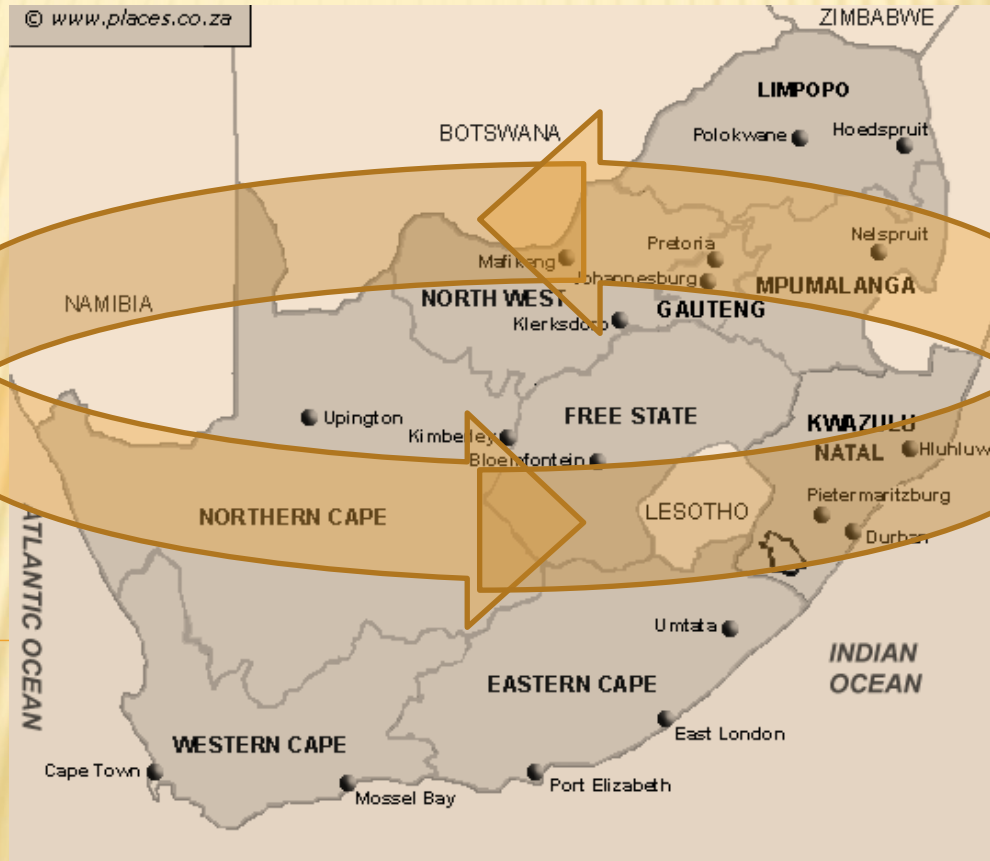 © www.places.co.za
ZIMBABWE
LIMPOPO
BOTSWANA
Polokwane
Hoedspruit
Pretoria
Nelspruit
Mafikeng
Johannesburg
MPUMALANGA
NAMIBIA
NORTH WEST
GAUTENG
Klerksdorp
Upington
FREE STATE
KWAZULU
NATAL
Kimberley
Hluhluw
Bloemfontein
Pietermaritzburg
NORTHERN CAPE
LESOTHO
Durban
ATLANTIC OCEAN
Umtata
INDIAN
OCEAN
EASTERN CAPE
East London
WESTERN CAPE
Cape Town
Port Elizabeth
Mossel Bay